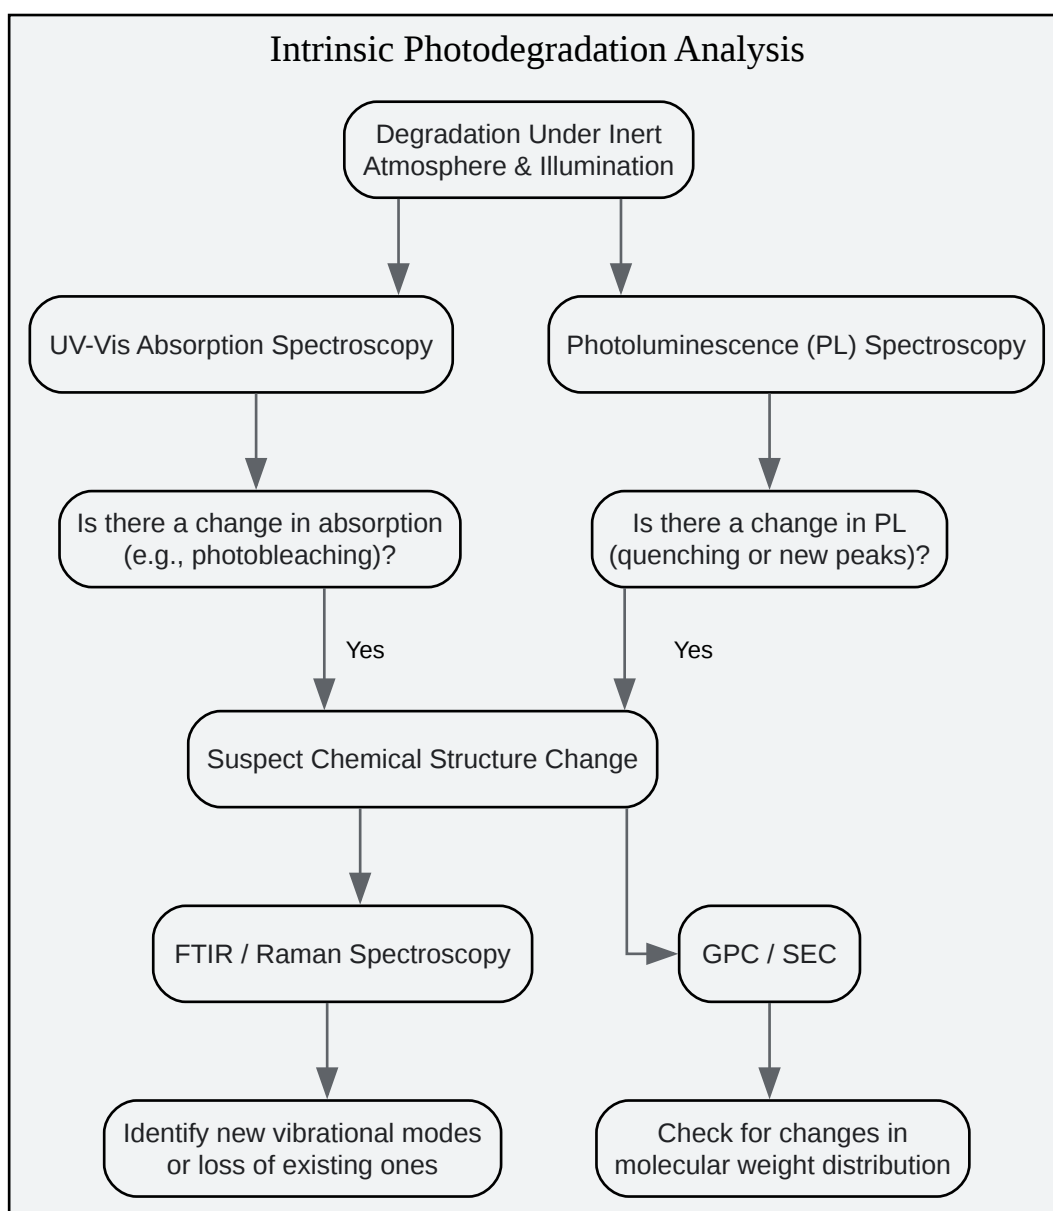 Intrinsic Photodegradation Analysis
Degradation Under Inert
Atmosphere & Illumination
UV-Vis Absorption Spectroscopy
Photoluminescence (PL) Spectroscopy
Is there a change in absorption
(e.g., photobleaching)?
Is there a change in PL
(quenching or new peaks)?
Yes
Yes
Suspect Chemical Structure Change
FTIR / Raman Spectroscopy
GPC / SEC
Identify new vibrational modes
or loss of existing ones
Check for changes in
molecular weight distribution